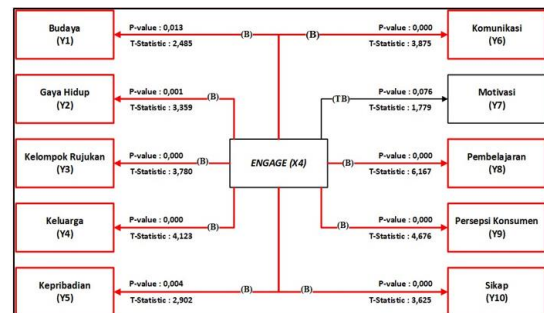 Budaya
(Y1)
P-value : 0,013
T-Statistic : 2,485
(B)
(B)
P-value : 0,000
T-Statistic : 3,875
Komunikasi
(Y6)
Gaya Hidup
(Y2)
P-value : 0,001
T-Statistic : 3,359
(B)
(TB)
P-value : 0,076
T-Statistic : 1,779
Motivasi
(Y7)
Kelompok Rujukan
(Y3)
P-value : 0,000
T-Statistic : 3,780
(B)
ENGAGE (X4)
(B)
P-value : 0,000
T-Statistic : 6,167
Pembelajaran
(Y8)
Keluarga
(Y4)
P-value : 0,000
T-Statistic : 4,123
(B)
(B)
P-value : 0,000
T-Statistic : 4,676
Persepsi Konsumen
(Y9)
Kepribadian
(Y5)
P-value : 0,004
T-Statistic : 2,902
(B)
(B)
P-value : 0,000
T-Statistic : 3,625
Sikap
(Y10)